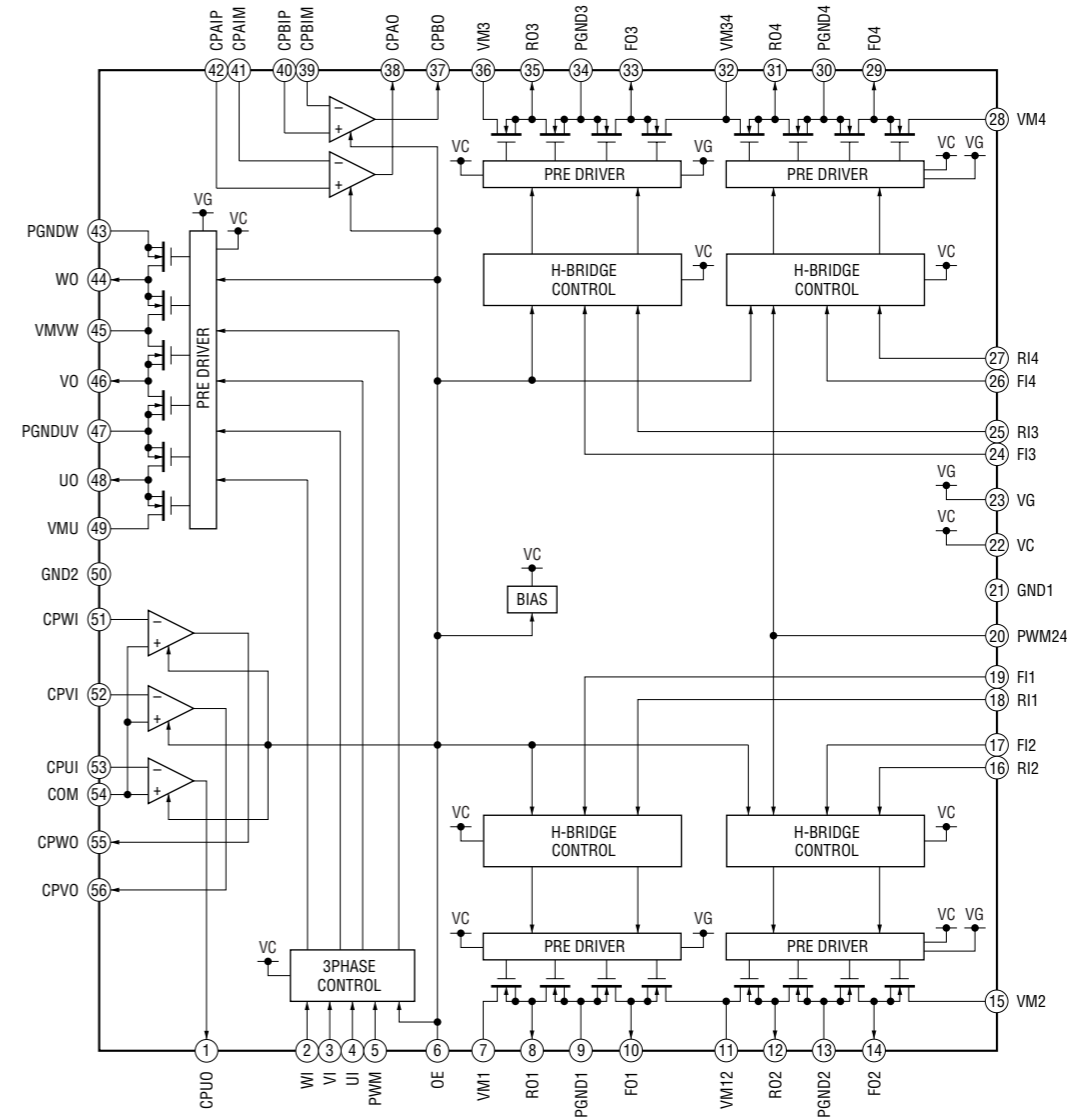 CPAIP
CPAIM
CPBIP
CPBIM
CPAO
CPBO
VM3
RO3
PGND3
FO3
VM34
RO4
PGND4
FO4
42
41
40
39
38
37
36
35
34
33
32
31
30
29
28 VM4
VC
PRE DRIVER
VG
PRE DRIVER
VC
VG
VG
VC
PGNDW 43
WO 44
VMVW 45
VO 46
PGNDUV 47
UO 48
VMU 49
PRE DRIVER
H-BRIDGE
CONTROL
VC
H-BRIDGE
CONTROL
VC
27 RI4
26 FI4
25 RI3
24 FI3
VG
23 VG
VC
22 VC
21 GND1
20 PWM24
19 FI1
18 RI1
17 FI2
16 RI2
GND2 50
VC
BIAS
CPWI 51
CPVI 52
CPUI 53
COM 54
CPWO 55
CPVO 56
−
+
−
+
−
+
−
+
−
+
VC
H-BRIDGE
CONTROL
H-BRIDGE
CONTROL
VC
VC
PRE DRIVER
VG
PRE DRIVER
VC
VG
VC
3PHASE
CONTROL
15 VM2
1
2
3
4
5
6
7
8
9
10
11
12
13
14
CPUO
WI
VI
UI
PWM
OE
VM1
RO1
PGND1
FO1
VM12
RO2
PGND2
FO2